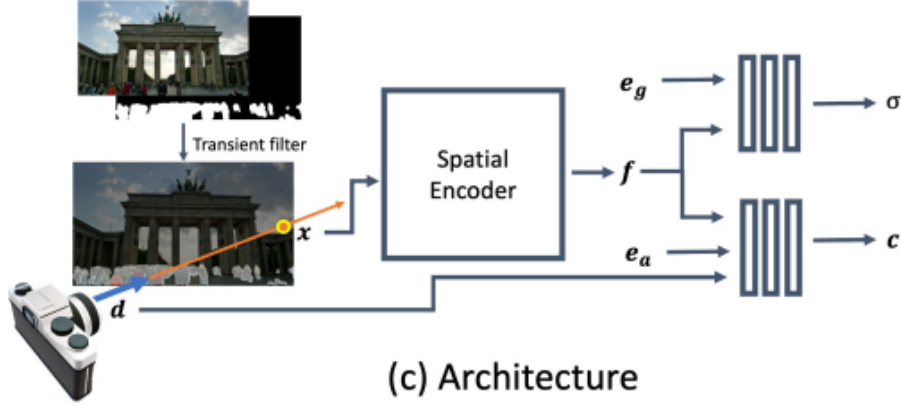 Transient filter
x
d
Spatial
Encoder
f
e_g
e_a
σ
c
(c) Architecture